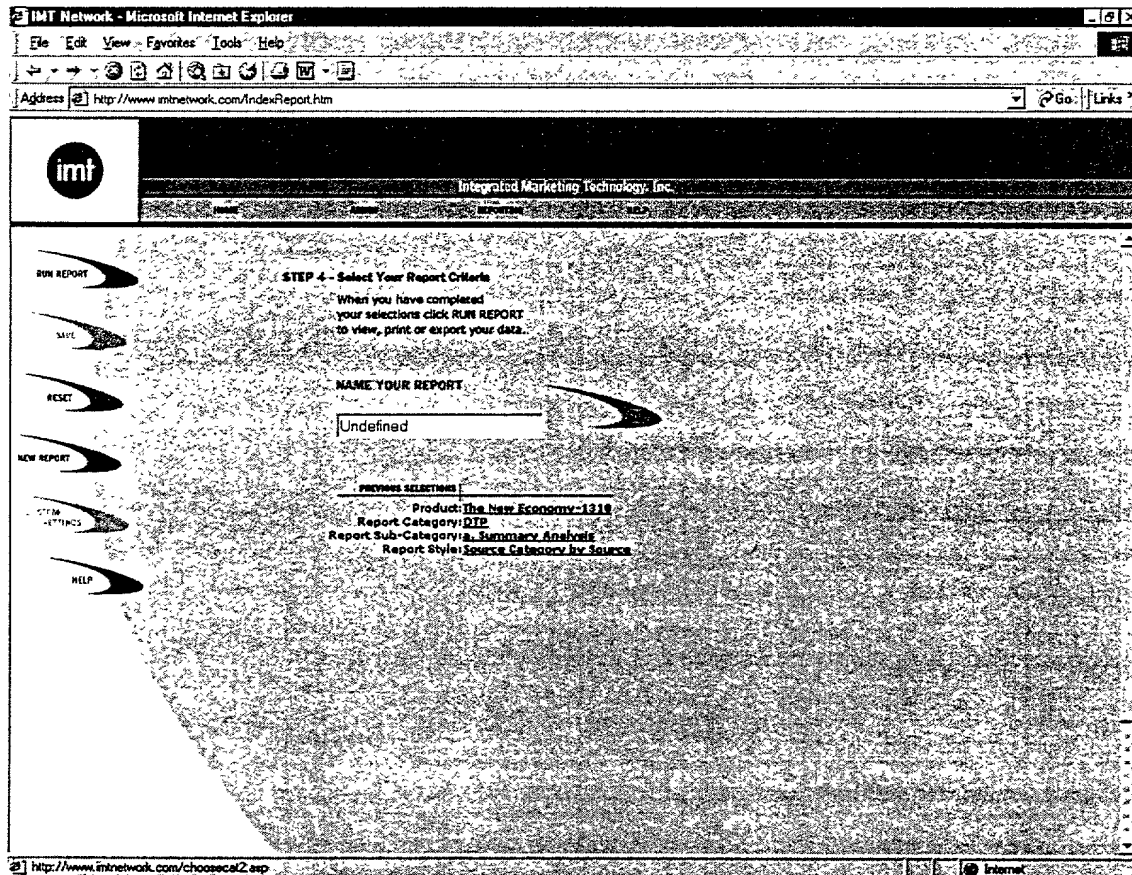 IMT Network - Microsoft Internet Explorer
File Edit View Favorites Tools Help
Address http://www.imtnetwork.com/IndexReport.htm Go Links
imt
Integrated Marketing Technology, Inc.
HOME REPORTING HELP
RUN REPORT
SAVE
RESET
NEW REPORT
SETTINGS
HELP
STEP 4 - Select Your Report Criteria
When you have completed
your selections click RUN REPORT
to view, print or export your data.
NAME YOUR REPORT
Undefined
PREVIOUS SELECTIONS
Product: The New Economy-1310
Report Category: DTP
Report Sub-Category: a. Summary Analysis
Report Style: Source Category by Source
http://www.imtnetwork.com/choosecat2.asp Internet